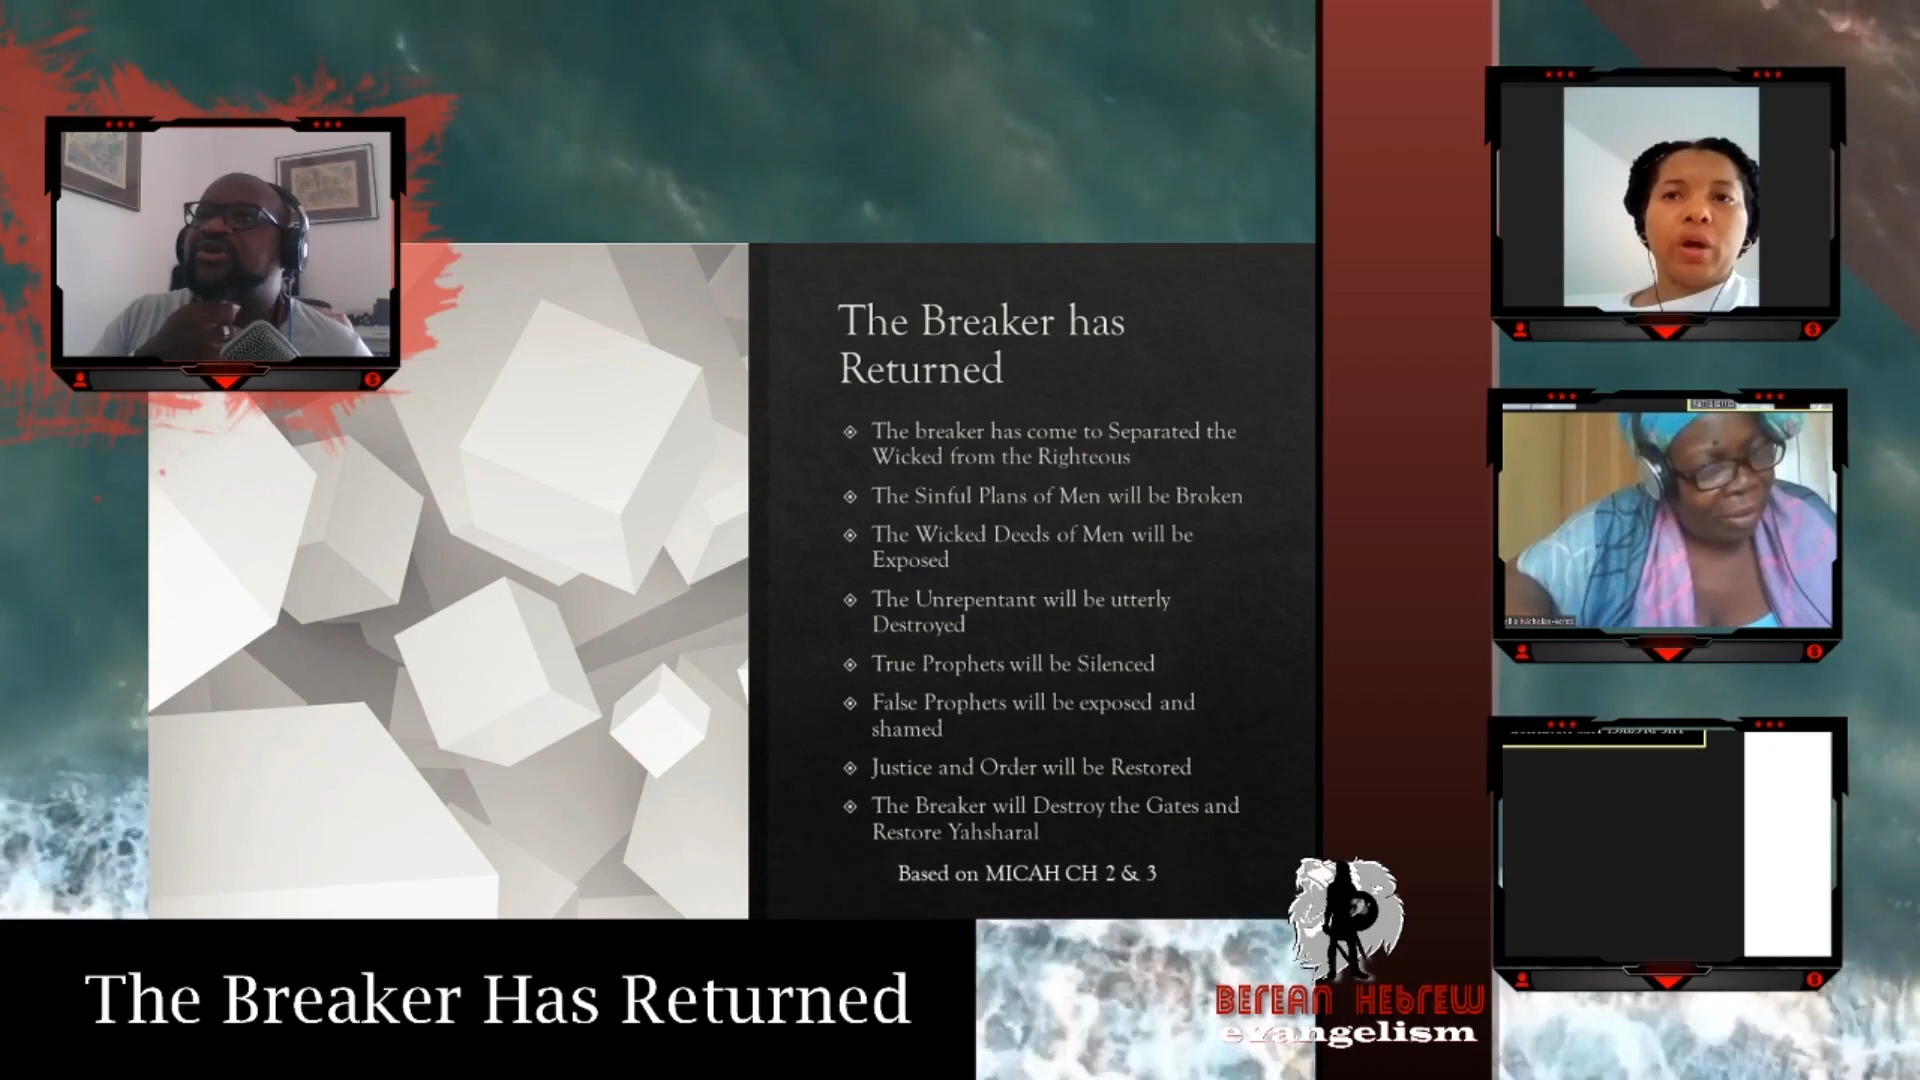 The Breaker has
Returned
The breaker has come to Separated the
Wicked from the Righteous
The Sinful Plans of Men will be Broken
The Wicked Deeds of Men will be
Exposed
The Unrepentant will be utterly
Destroyed
True Prophets will be Silenced
False Prophets will be exposed and
shamed
Justice and Order will be Restored
The Breaker will Destroy the Gates and
Restore Yahsharal
Based on MICAH CH 2 & 3
The Breaker Has Returned
BEREAN HEBREW
evangelism